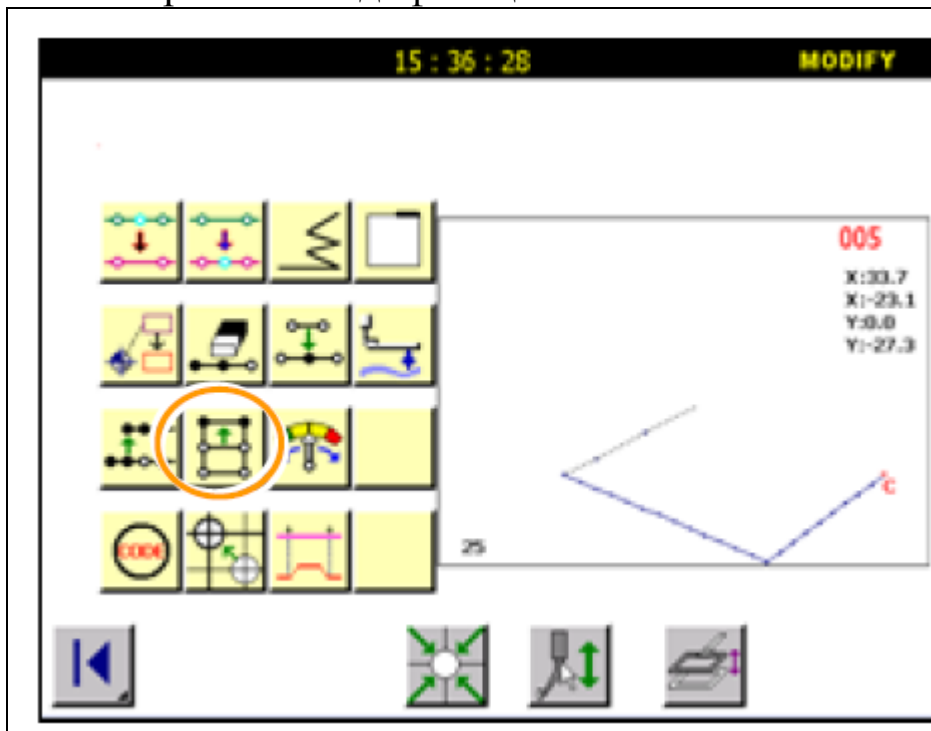 15 : 36 : 28 MODIFY
005
X:33.7
X:-23.1
Y:0.0
Y:-27.3
C
25
CODE